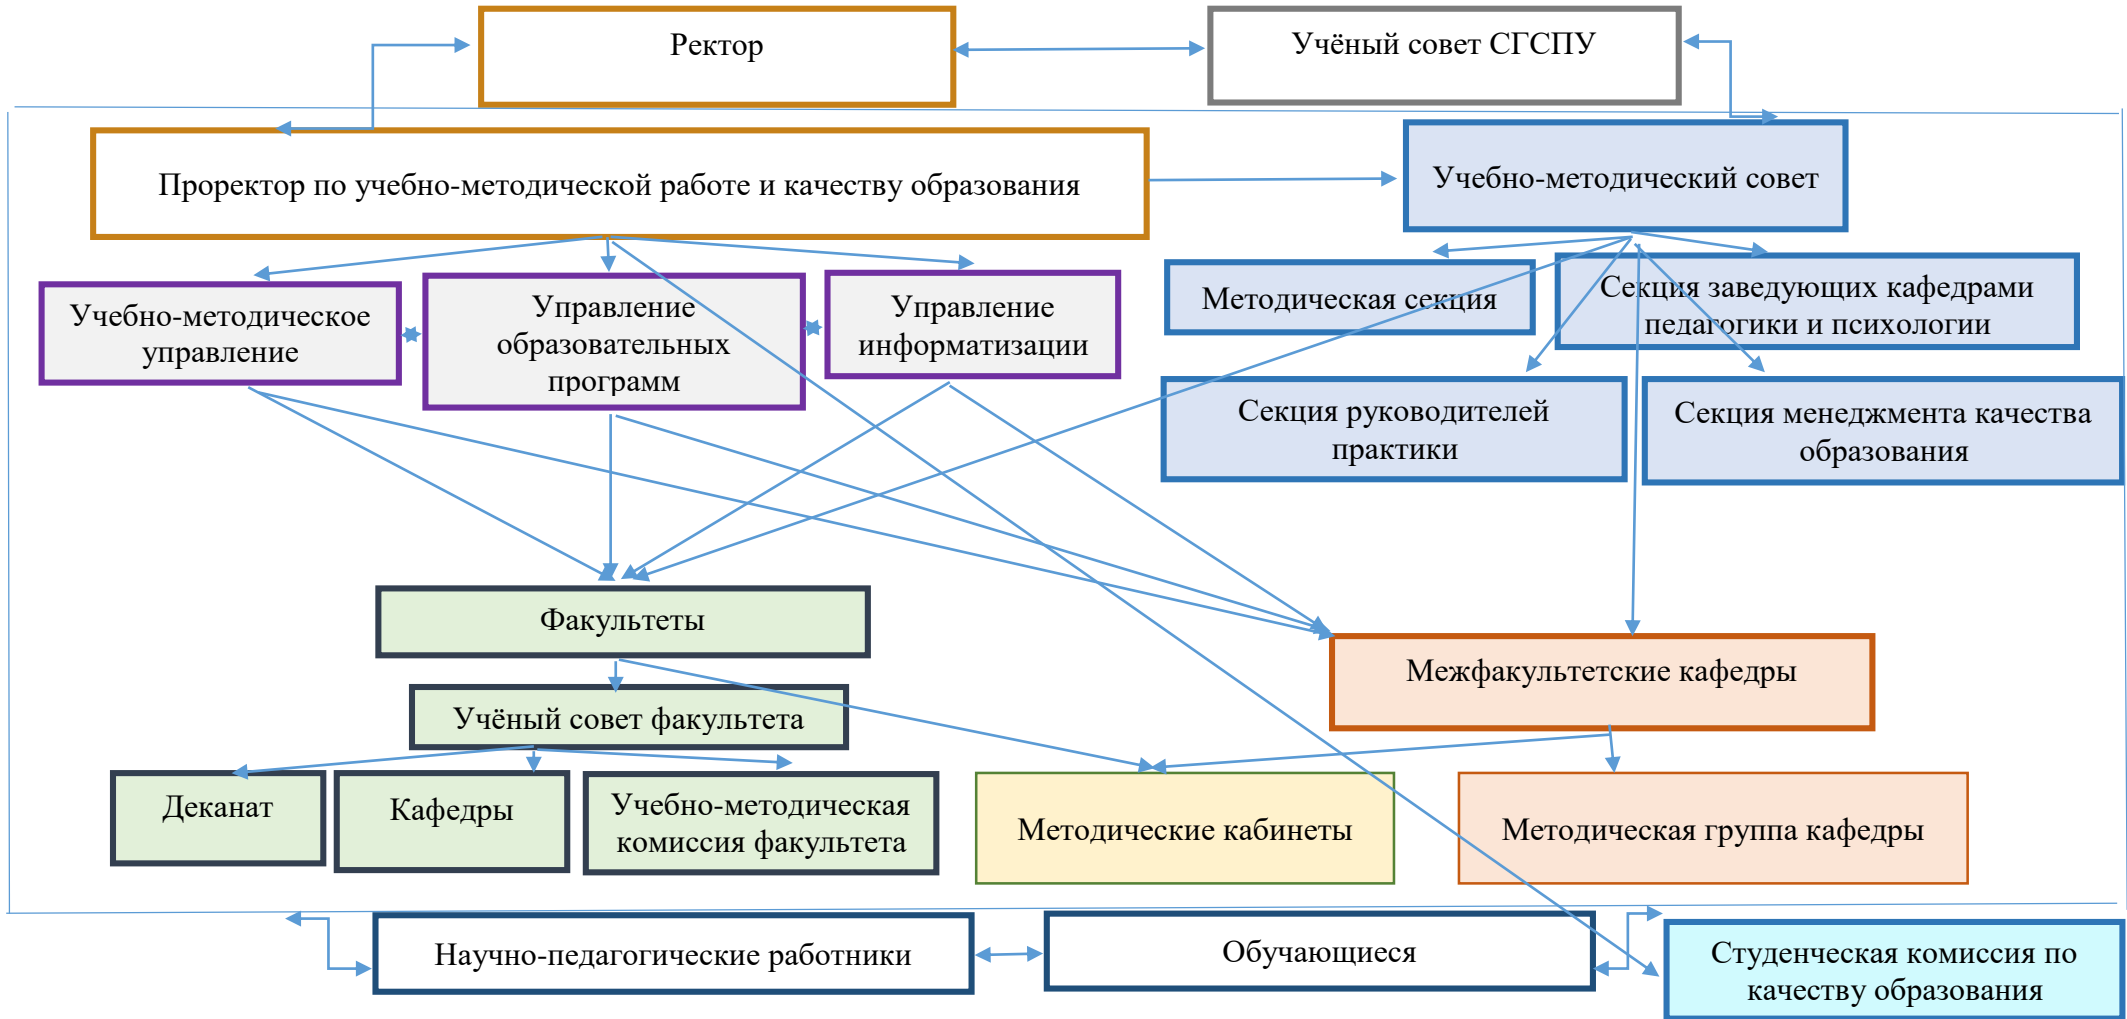 Ректор
Учёный совет СГСПУ
Проректор по учебно-методической работе и качеству образования
Учебно-методический совет
Учебно-методическое
управление
Управление
образовательных
программ
Управление
информатизации
Методическая секция
Секция заведующих кафедрами
педагогики и психологии
Секция руководителей
практики
Секция менеджмента качества
образования
Факультеты
Межфакультетские кафедры
Учёный совет факультета
Деканат
Кафедры
Учебно-методическая
комиссия факультета
Методические кабинеты
Методическая группа кафедры
Научно-педагогические работники
Обучающиеся
Студенческая комиссия по
качеству образования